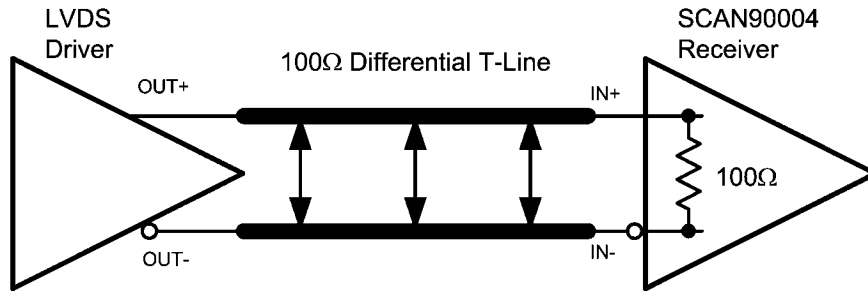 LVDS
Driver
SCAN90004
Receiver
100Ω Differential T-Line
OUT+
IN+
100Ω
OUT-
IN-